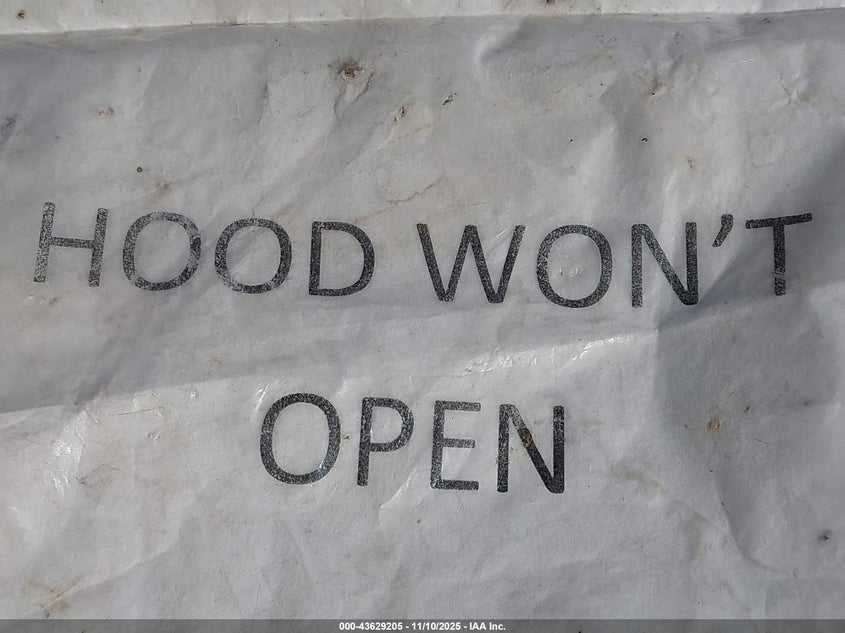 HOOD WON’T
OPEN
000-43629205 - 11/10/2025 - IAA Inc.